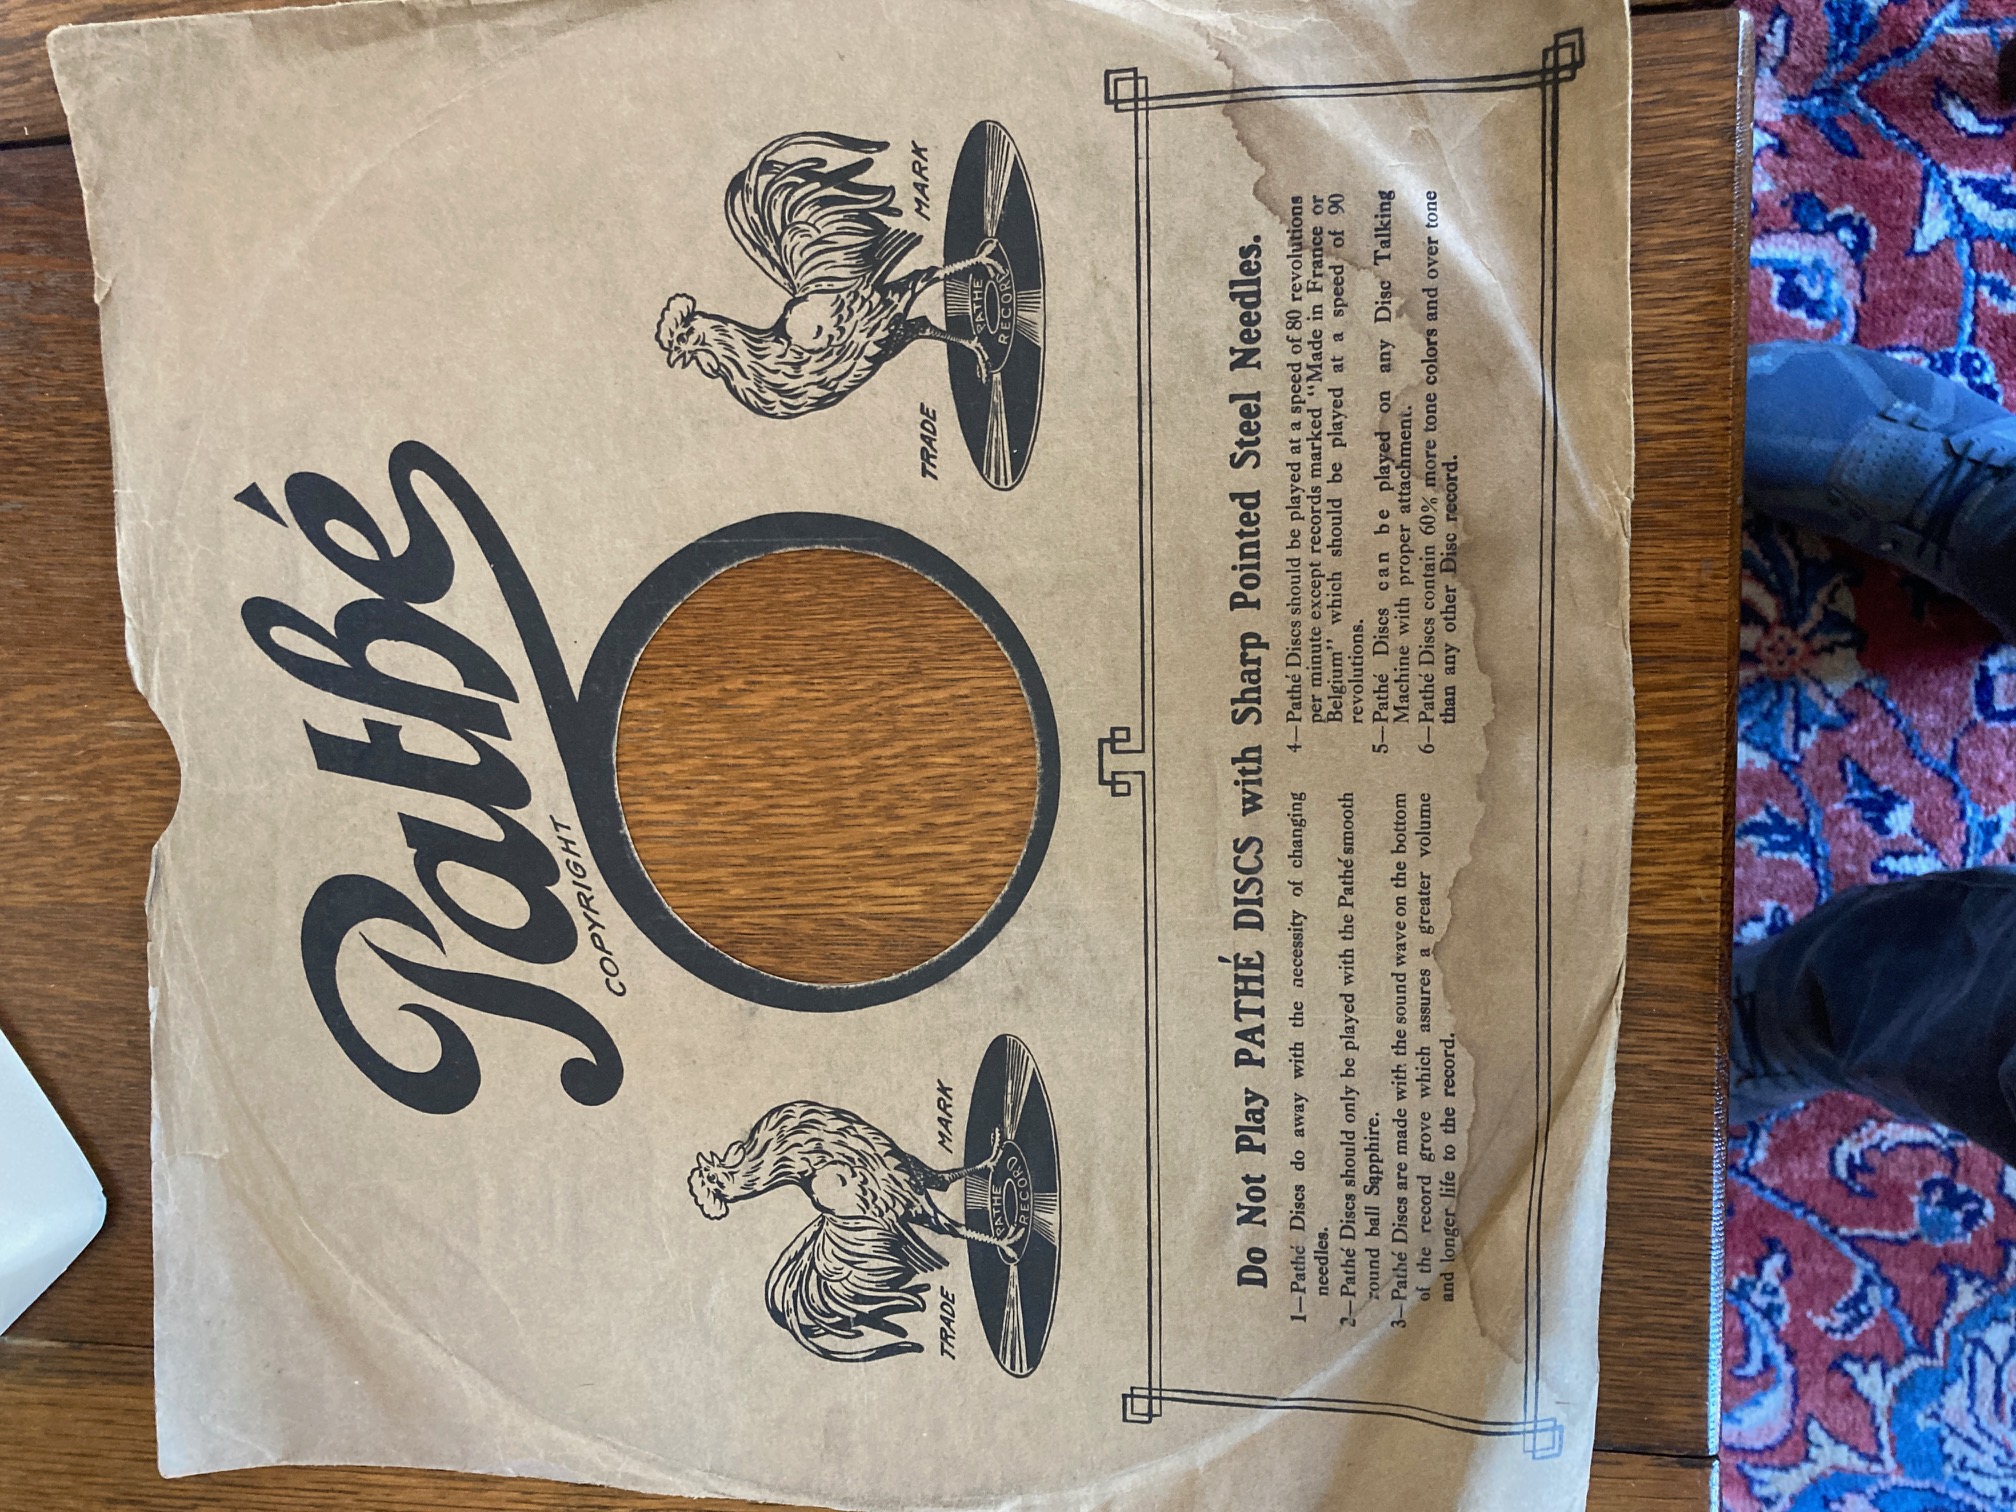 Pathé
COPYRIGHT
TRADE MARK
PATHÉ
RECORD
TRADE MARK
PATHÉ
RECORD
Do Not Play PATHÉ DISCS with Sharp Pointed Steel Needles.
1—Pathé Discs do away with the necessity of changing
needles.
2—Pathé Discs should only be played with the Pathé smooth
round ball Sapphire.
3—Pathé Discs are made with the sound wave on the bottom
of the record grove which assures a greater volume
and longer life to the record.
4—Pathé Discs should be played at a speed of 80 revolutions
per minute except records marked "Made in France or
Belgium" which should be played at a speed of 90
revolutions.
5—Pathé Discs can be played on any Disc Talking
Machine with proper attachment.
6—Pathé Discs contain 60% more tone colors and over tone
than any other Disc record.